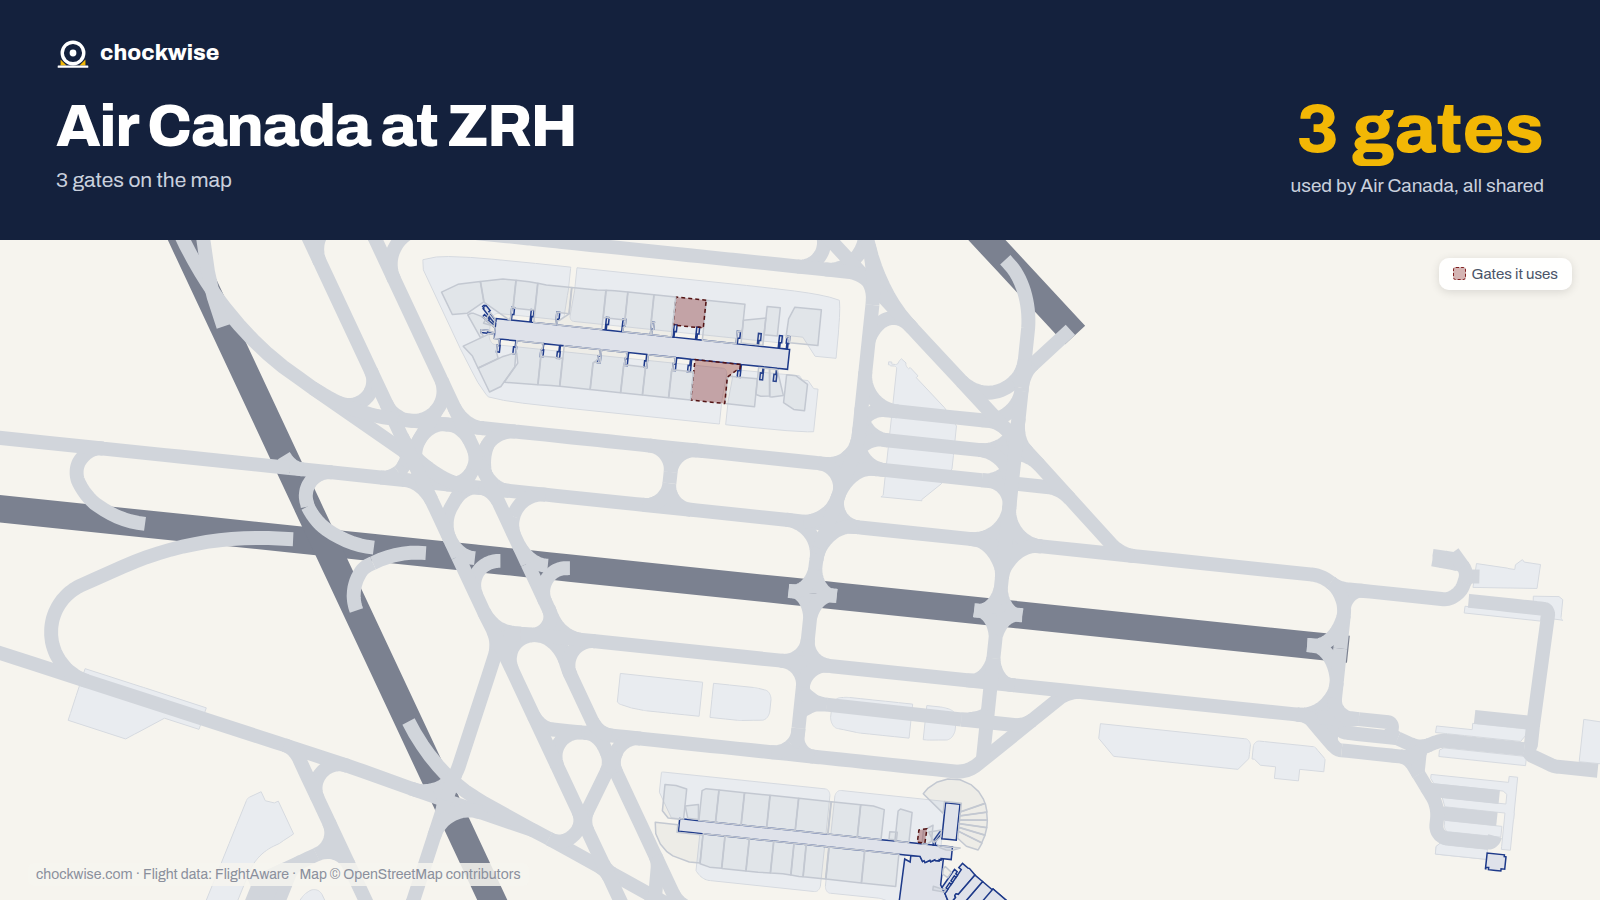 chockwise
Air Canada at ZRH
3 gates on the map
3 gates
used by Air Canada, all shared
Gates it uses
chockwise.com · Flight data: FlightAware · Map © OpenStreetMap contributors